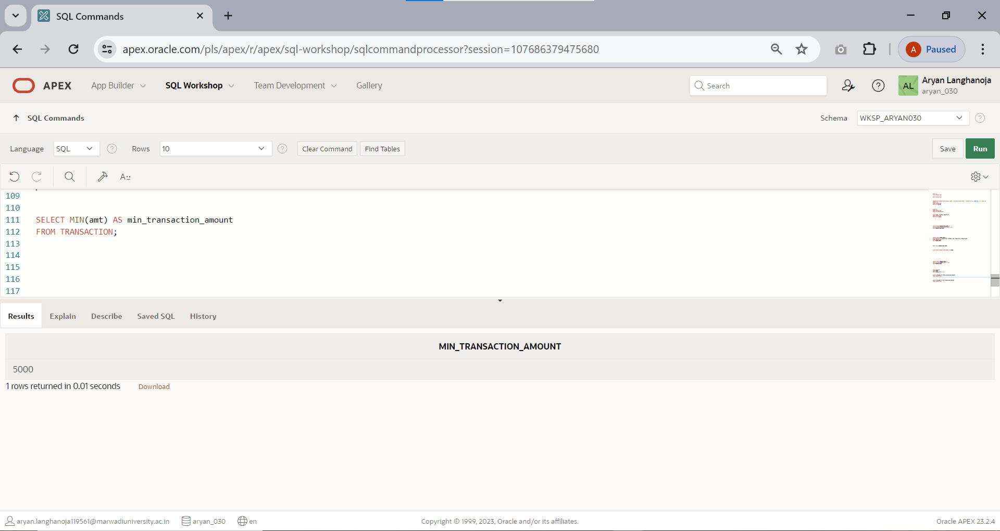 SQL Commands
apex.oracle.com/pls/apex/r/apex/sql-workshop/sqlcommandprocessor?session=107686379475680
A Paused
APEX App Builder SQL Workshop Team Development Gallery Search ? AL Aryan Langhanoja
aryan_030
SQL Commands Schema WKSP_ARYAN030 ?
Language SQL ? Rows 10 ? Clear Command Find Tables Save Run
A::
109
110
111 SELECT MIN(amt) AS min_transaction_amount
112 FROM TRANSACTION;
113
114
115
116
117
Results Explain Describe Saved SQL History
MIN_TRANSACTION_AMOUNT
5000
1 rows returned in 0.01 seconds Download
aryan.langhanoja119561@marwadiuniversity.ac.in aryan_030 en Copyright © 1999, 2023, Oracle and/or its affiliates. Oracle APEX 23.2.4